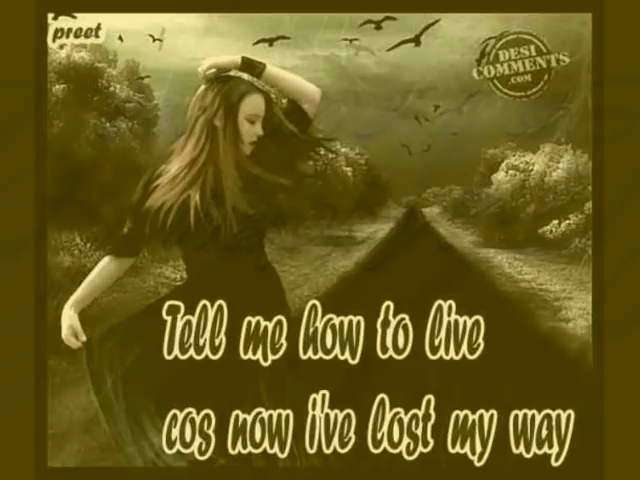 preet
DESI
COMMENTS
.COM
Tell me how to live
cos now i've lost my way